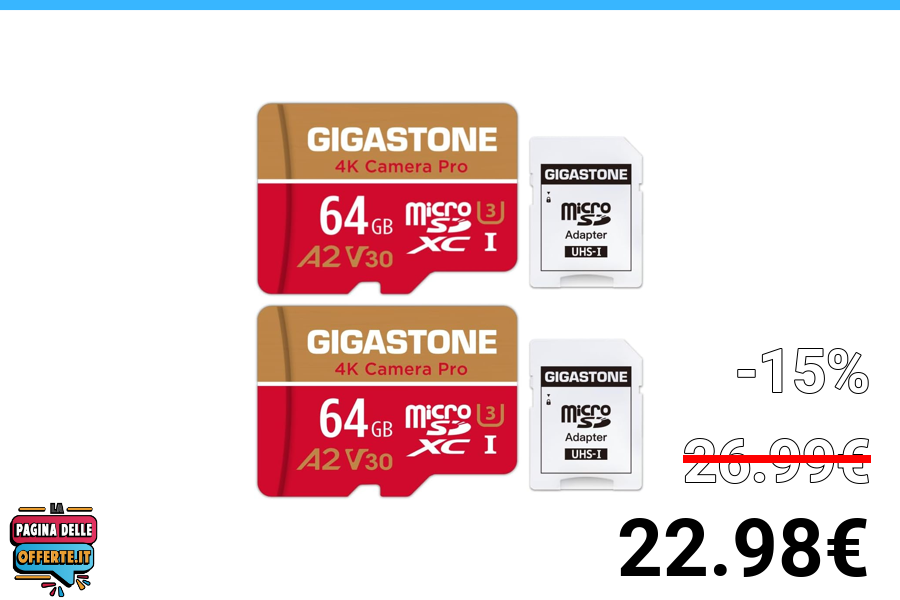 GIGASTONE
4K Camera Pro
64GB
micro SD XC I U3
A2 V30
GIGASTONE
micro SD
Adapter
UHS-I
GIGASTONE
4K Camera Pro
64GB
micro SD XC I U3
A2 V30
GIGASTONE
micro SD
Adapter
UHS-I
-15%
26.99€
22.98€
LA
PAGINA DELLE
OFFERTE.IT